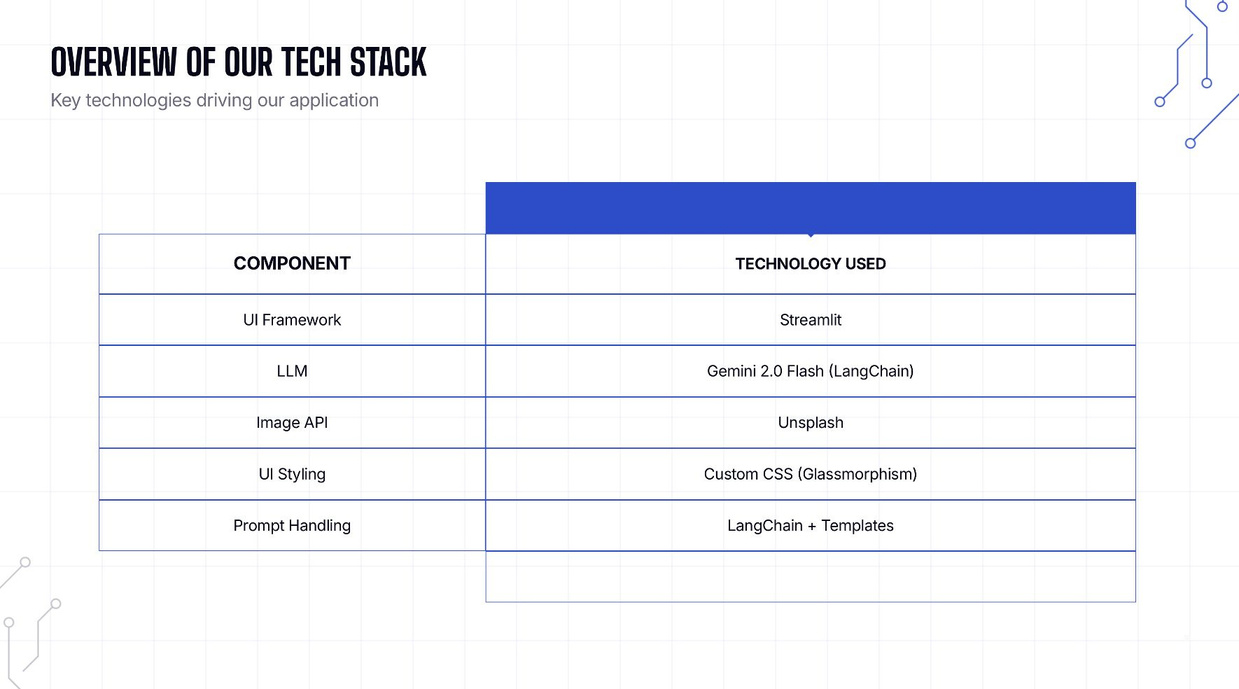 OVERVIEW OF OUR TECH STACK
Key technologies driving our application
COMPONENT TECHNOLOGY USED
UI Framework Streamlit
LLM Gemini 2.0 Flash (LangChain)
Image API Unsplash
UI Styling Custom CSS (Glassmorphism)
Prompt Handling LangChain + Templates